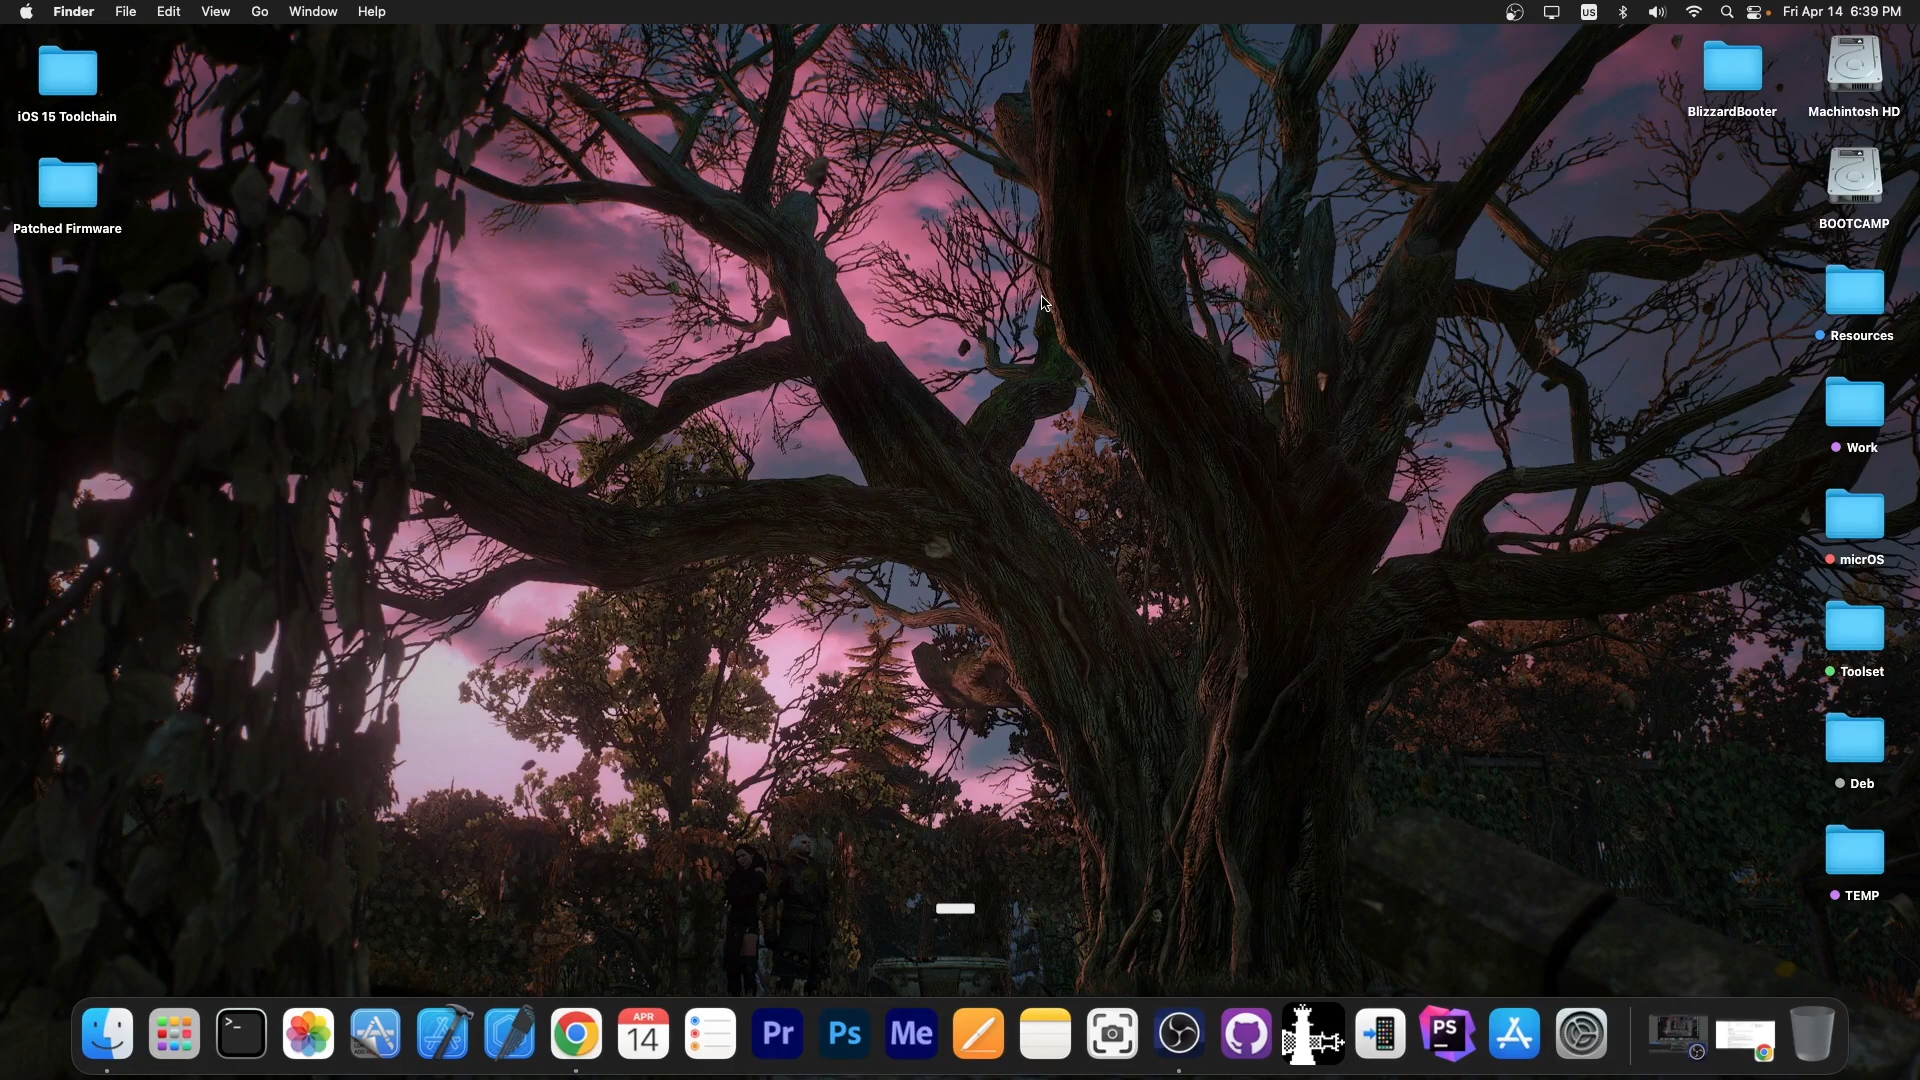 Finder File Edit View Go Window Help US Fri Apr 14 6:39 PM
iOS 15 Toolchain
Patched Firmware
BlizzardBooter
Machintosh HD
BOOTCAMP
Resources
Work
micrOS
Toolset
Deb
TEMP
>_
APR
14
Pr
Ps
Me
PS